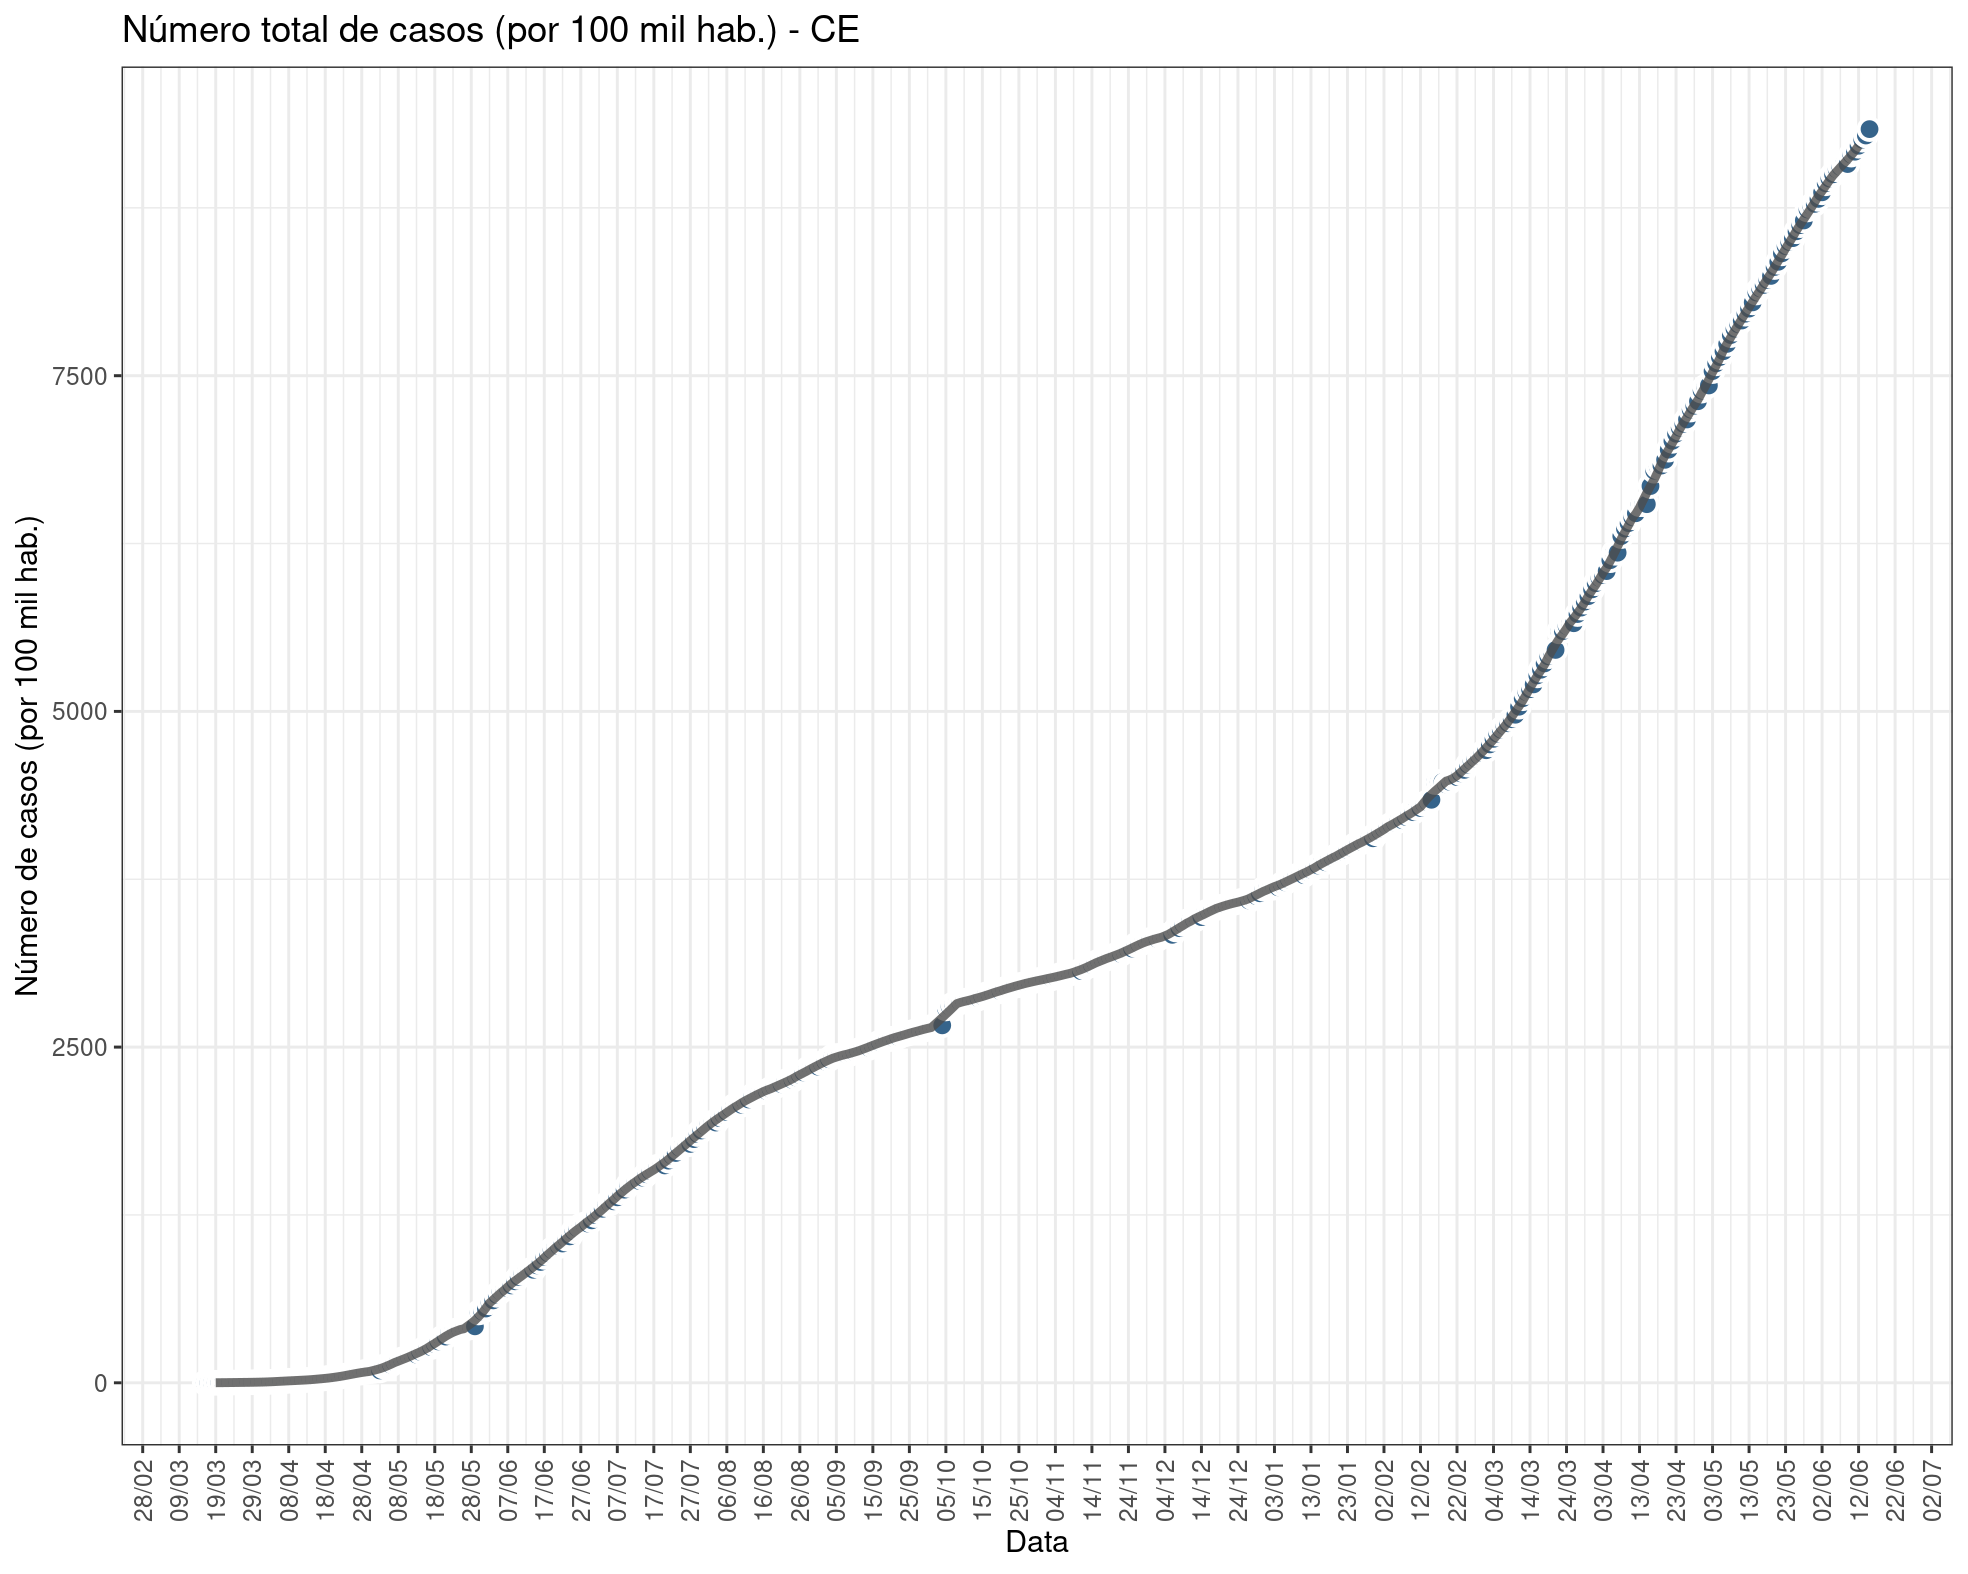 Número total de casos (por 100 mil hab.) - CE
Número de casos (por 100 mil hab.)
7500
5000
2500
0
28/02 09/03 19/03 29/03 08/04 18/04 28/04 08/05 18/05 28/05 07/06 17/06 27/06 07/07 17/07 27/07 06/08 16/08 26/08 05/09 15/09 25/09 05/10 15/10 25/10 04/11 14/11 24/11 04/12 14/12 24/12 03/01 13/01 23/01 02/02 12/02 22/02 04/03 14/03 24/03 03/04 13/04 23/04 03/05 13/05 23/05 02/06 12/06 22/06 02/07
Data